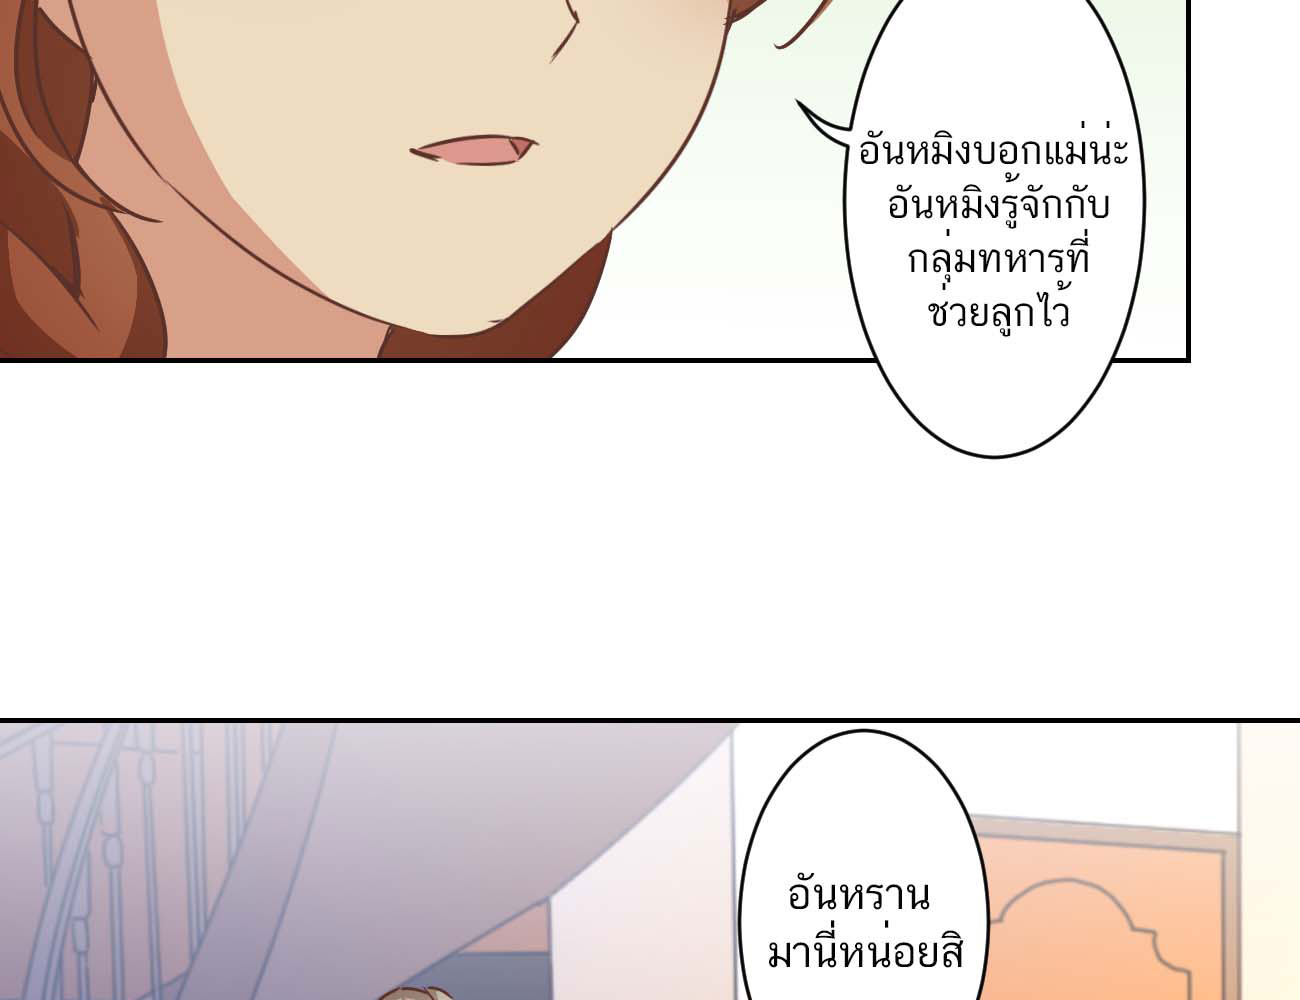 อันหมิงบอกแม่น่ะ
อันหมิงรู้จักกับ
กลุ่มทหารที่
ช่วยลูกไว้
อันหราน
มานี่หน่อยสิ